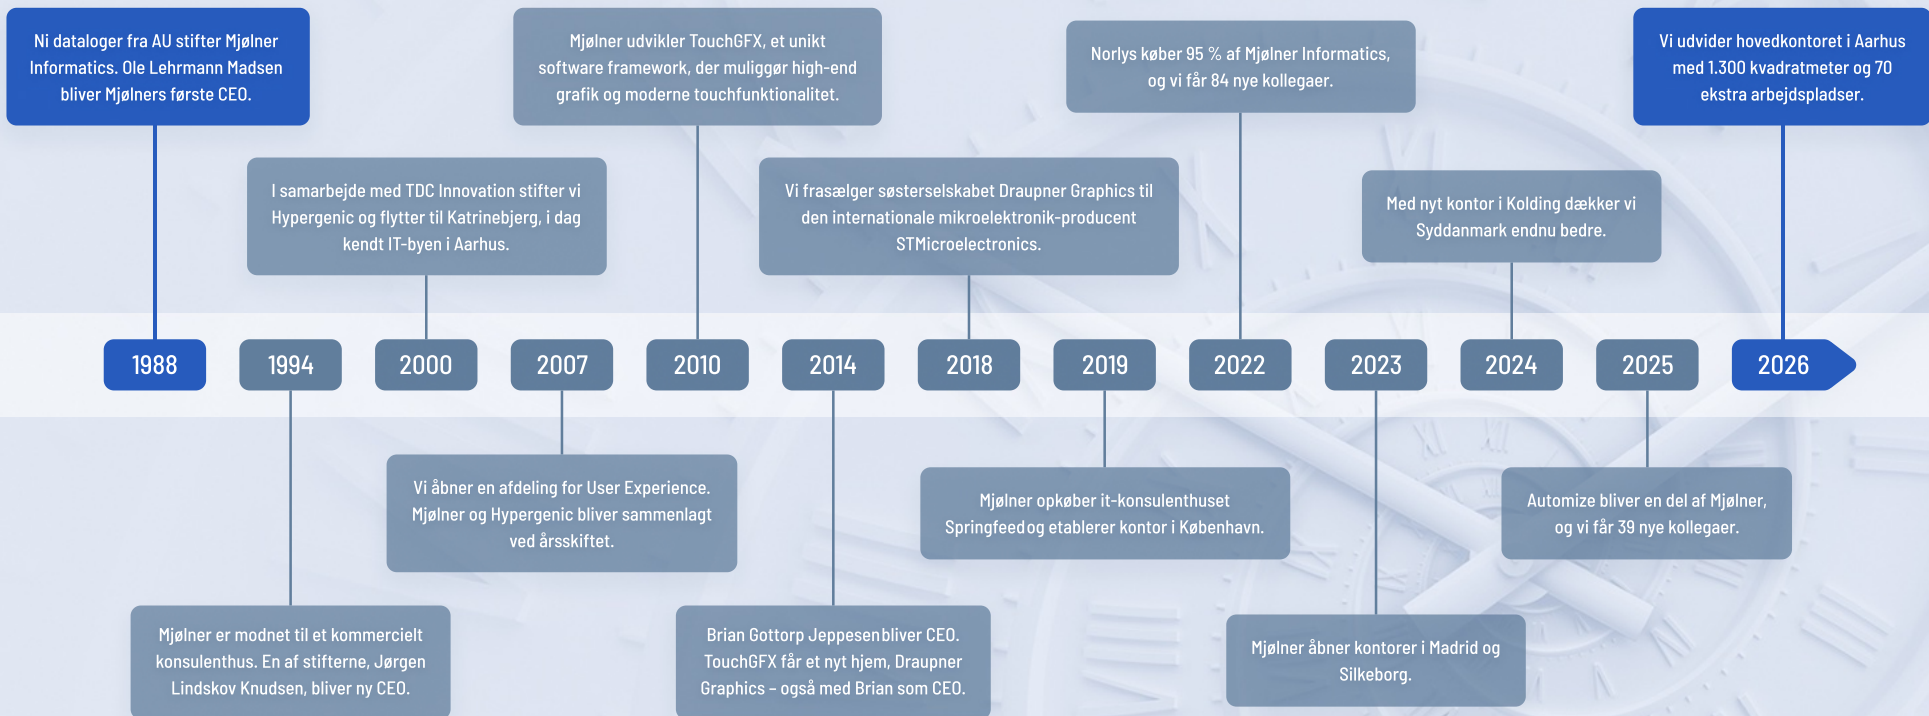 Ni dataloger fra AU stifter Mjølner
Informatics. Ole Lehrmann Madsen
bliver Mjølners første CEO.
Mjølner udvikler TouchGFX, et unikt
software framework, der muliggør high-end
grafik og moderne touchfunktionalitet.
Norlys køber 95 % af Mjølner Informatics,
og vi får 84 nye kollegaer.
Vi udvider hovedkontoret i Aarhus
med 1.300 kvadratmeter og 70
ekstra arbejdspladser.
I samarbejde med TDC Innovation stifter vi
Hypergenic og flytter til Katrinebjerg, i dag
kendt IT-byen i Aarhus.
Vi frasælger søsterselskabet Draupner Graphics til
den internationale mikroelektronik-producent
STMicroelectronics.
Med nyt kontor i Kolding dækker vi
Syddanmark endnu bedre.
1988 1994 2000 2007 2010 2014 2018 2019 2022 2023 2024 2025 2026
Vi åbner en afdeling for User Experience.
Mjølner og Hypergenic bliver sammenlagt
ved årsskiftet.
Mjølner opkøber it-konsulenthuset
Springfeed og etablerer kontor i København.
Automize bliver en del af Mjølner,
og vi får 39 nye kollegaer.
Mjølner er modnet til et kommercielt
konsulenthus. En af stifterne, Jørgen
Lindskov Knudsen, bliver ny CEO.
Brian Gottorp Jeppesen bliver CEO.
TouchGFX får et nyt hjem, Draupner
Graphics – også med Brian som CEO.
Mjølner åbner kontorer i Madrid og
Silkeborg.